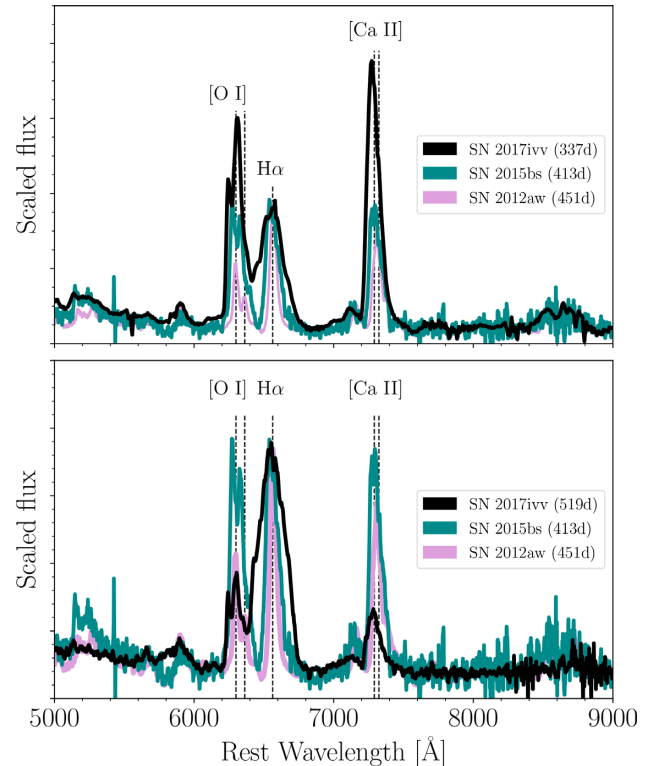 [Ca II]
[O I]
Hα
Scaled flux
SN 2017ivv (337d)
SN 2015bs (413d)
SN 2012aw (451d)
[O I] Hα [Ca II]
Scaled flux
SN 2017ivv (519d)
SN 2015bs (413d)
SN 2012aw (451d)
5000 6000 7000 8000 9000
Rest Wavelength [Å]